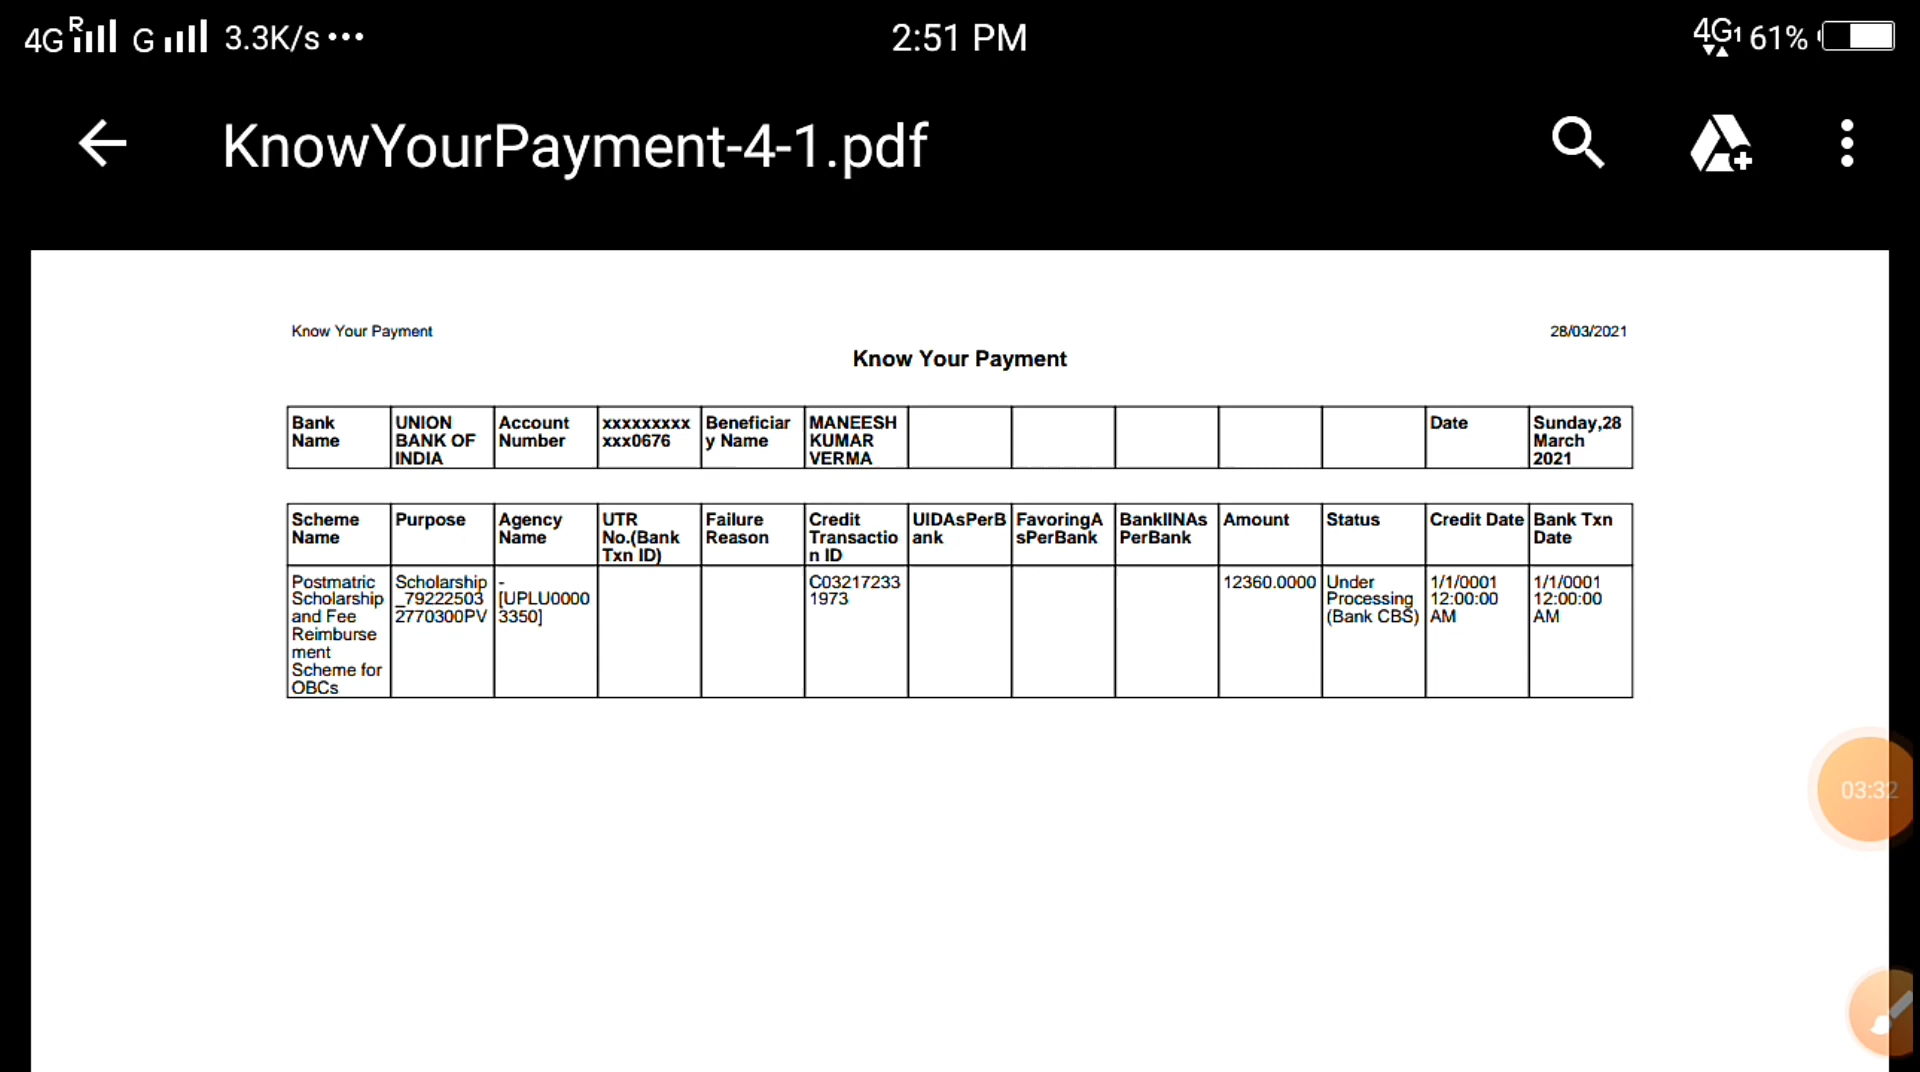 4G R G 3.3K/s ••• 2:51 PM 4G1 61%
KnowYourPayment-4-1.pdf
Know Your Payment 28/03/2021
Know Your Payment
Bank Name UNION BANK OF INDIA Account Number xxxxxxxxxxxx0676 Beneficiary Name MANEESH KUMAR VERMA Date Sunday,28 March 2021
Scheme Name Purpose Agency Name UTR No.(Bank Txn ID) Failure Reason Credit Transaction ID UIDAsPerBank FavoringAsPerBank BankIINAsPerBank Amount Status Credit Date Bank Txn Date
Postmatric Scholarship and Fee Reimbursement Scheme for OBCs Scholarship_792225032770300PV -[UPLU00003350] C032172331973 12360.0000 Under Processing (Bank CBS) 1/1/0001 12:00:00 AM 1/1/0001 12:00:00 AM
03:32